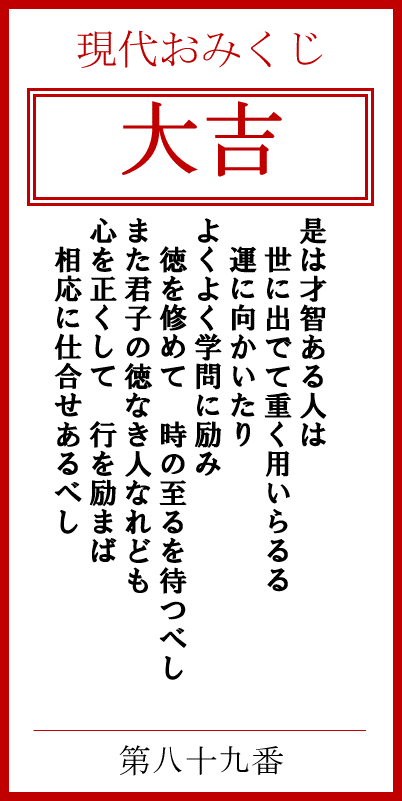 現代おみくじ
大吉
是は才智ある人は
世に出でて重く用いらるる
運に向かいたり
よくよく学問に励み
徳を修めて　時の至るを待つべし
また君子の徳なき人なれども
心を正くして　行を励まば
相応に仕合せあるべし
第八十九番